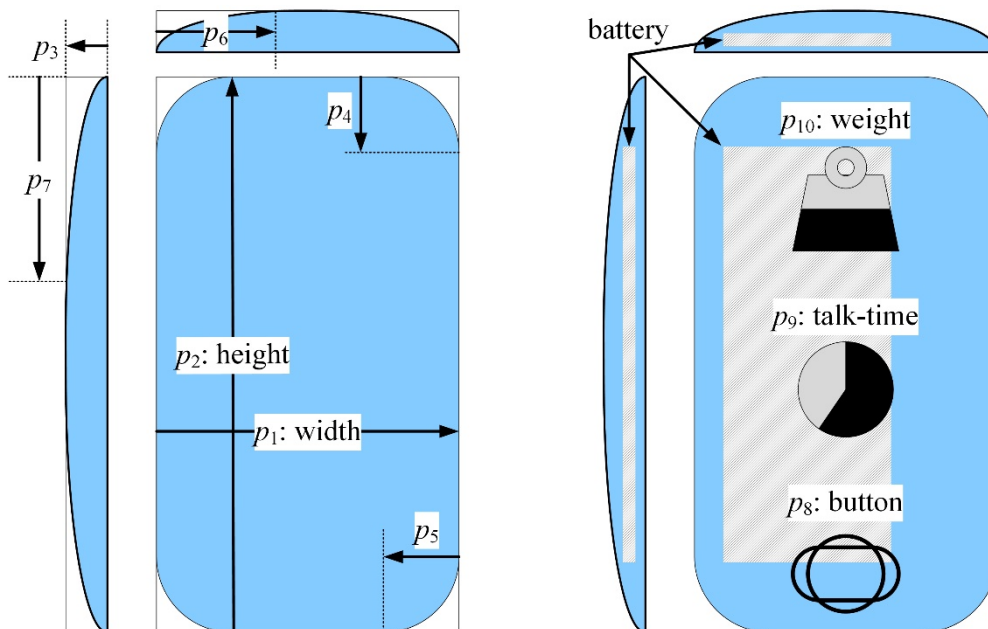 p3
p6
p4
p7
p2: height
p1: width
p5
battery
p10: weight
p9: talk-time
p8: button